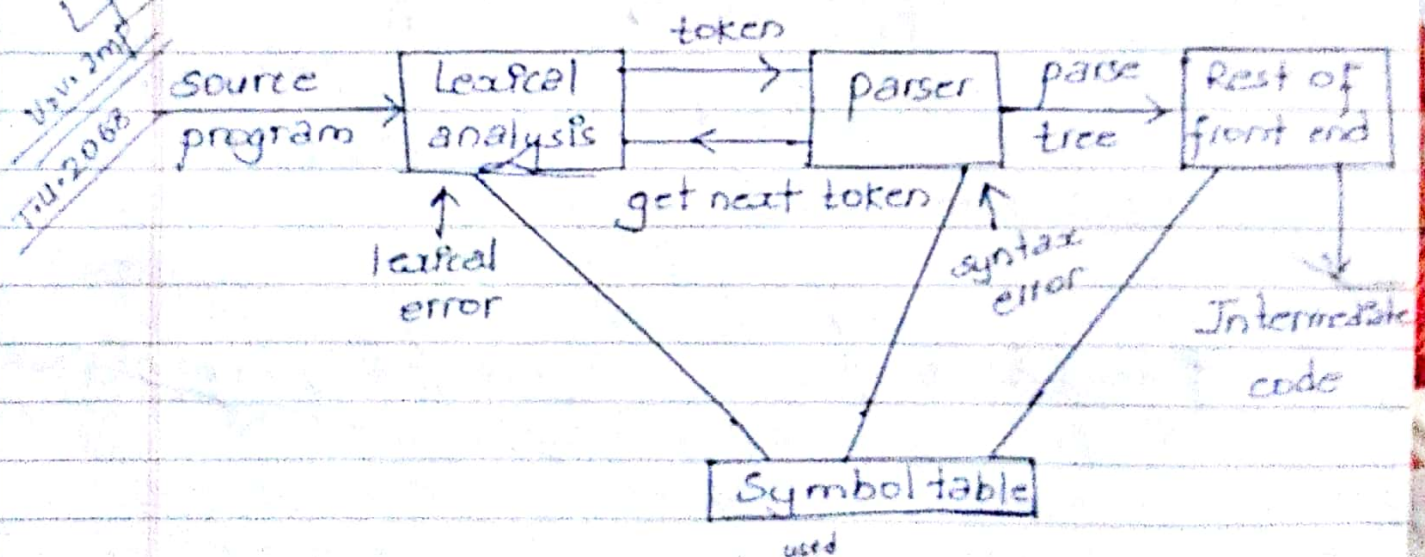 V.V. Imp
T.U. 2068
source
program
Lexical
analysis
token
get next token
parser
parse
tree
Rest of
front end
lexical
error
syntax
error
Intermediate
code
Symbol table
used